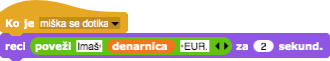 Ko je miška se dotika
reci poveži Imaš denarnica EUR. za 2 sekund.